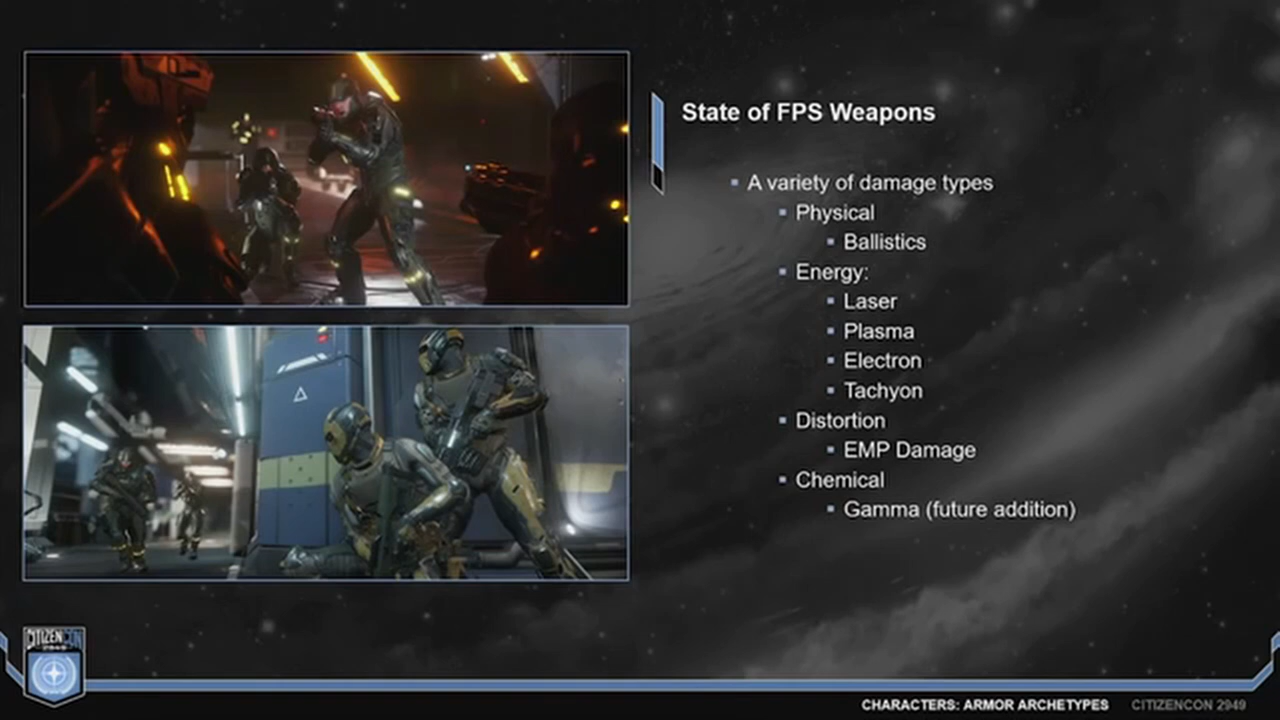 State of FPS Weapons
A variety of damage types
Physical
Ballistics
Energy:
Laser
Plasma
Electron
Tachyon
Distortion
EMP Damage
Chemical
Gamma (future addition)
CITIZENCON
2949
CHARACTERS: ARMOR ARCHETYPES CITIZENCON 2949